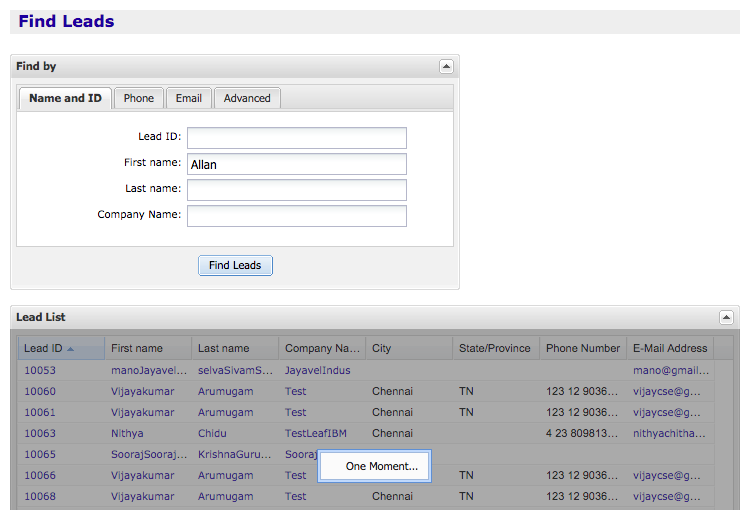 Find Leads
Find by
Name and ID Phone Email Advanced
Lead ID:
First name: Allan
Last name:
Company Name:
Find Leads
Lead List
Lead ID First name Last name Company Na... City State/Province Phone Number E-Mail Address
10053 manoJayavel... selvaSivamS... JayavelIndus mano@gmail...
10060 Vijayakumar Arumugam Test Chennai TN 123 12 9036... vijaycse@g...
10061 Vijayakumar Arumugam Test Chennai TN 123 12 9036... vijaycse@g...
10063 Nithya Chidu TestLeafIBM Chennai 4 23 809813... nithyachitha...
10065 SoorajSooraj... KrishnaGuru... Sooraj
One Moment...
10066 Vijayakumar Arumugam Test TN 123 12 9036... vijaycse@g...
10068 Vijayakumar Arumugam Test Chennai TN 123 12 9036... vijaycse@g...